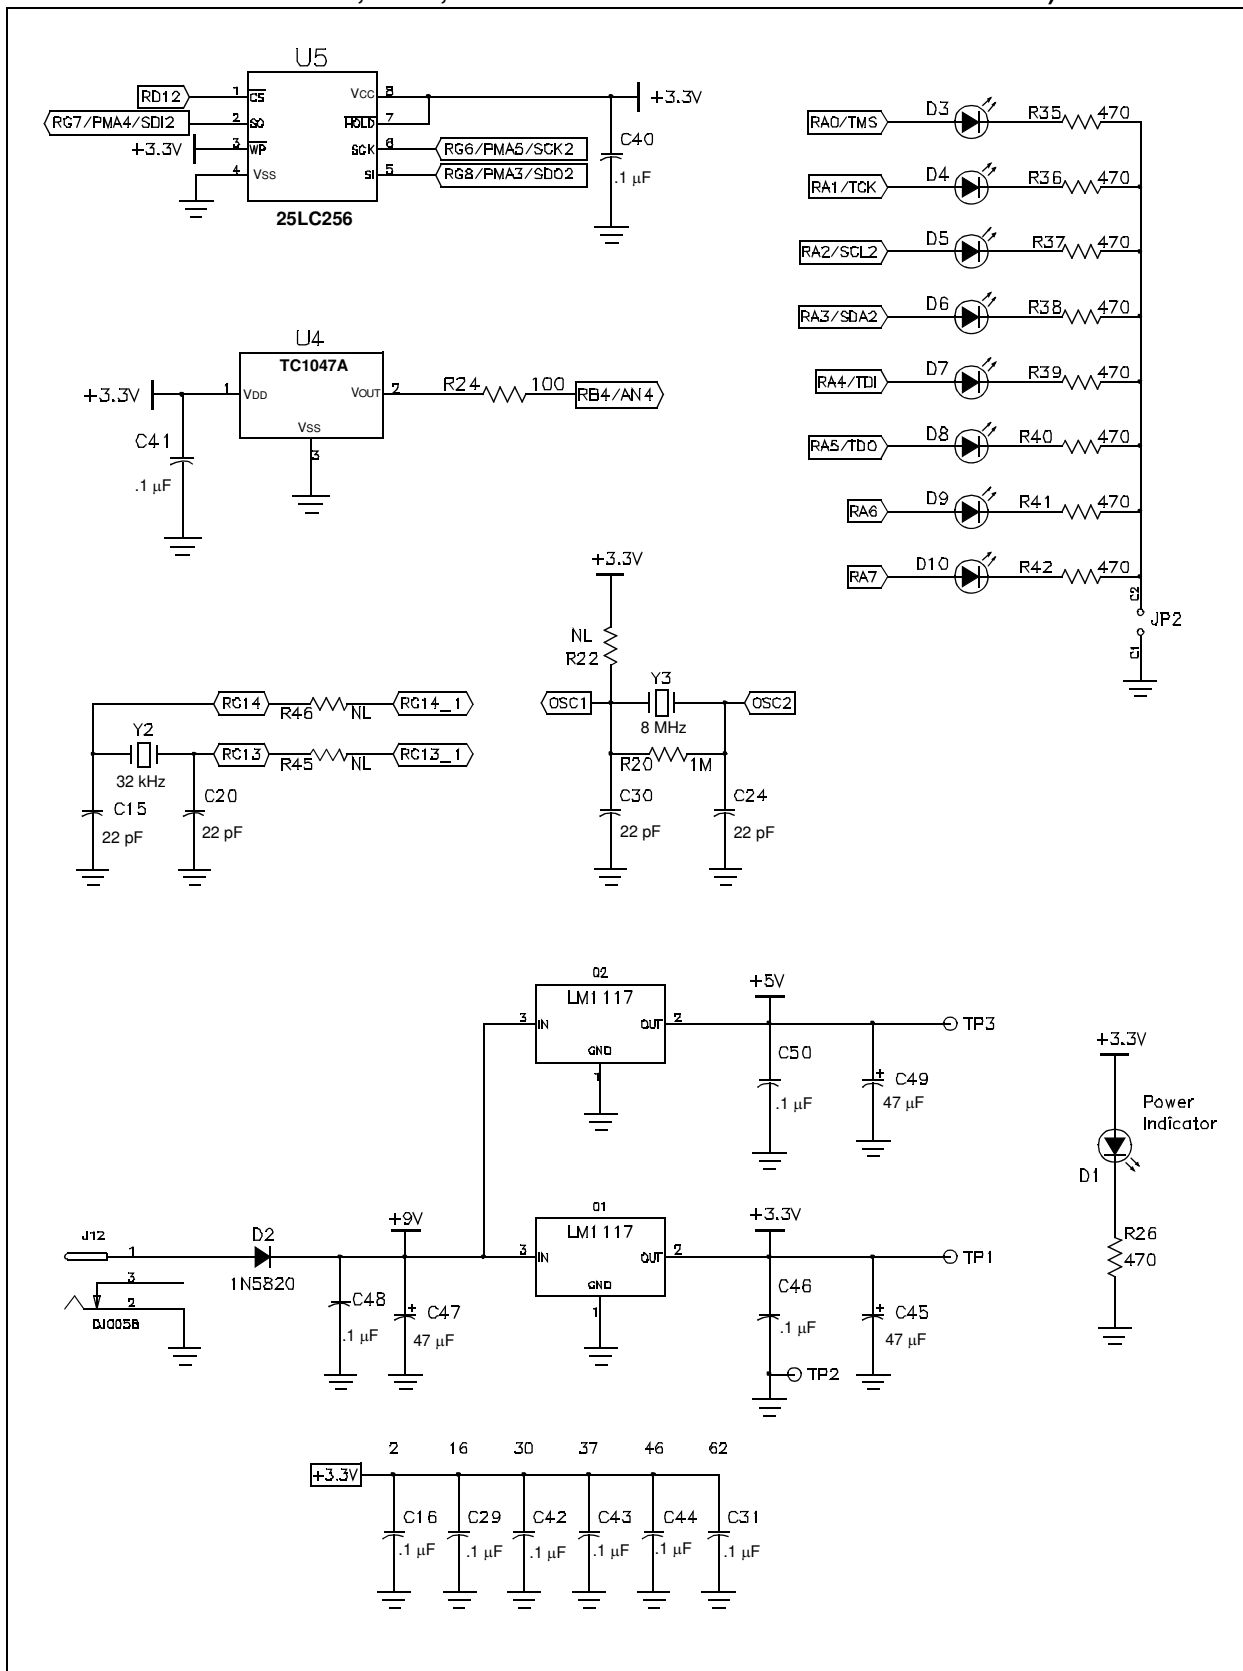 U5
RD12
1
CS
VCC
8
+3.3V
RG7/PMA4/SDI2
2
SO
HOLD
7
+3.3V
3
WP
SCK
6
RG6/PMA5/SCK2
C40
4
VSS
SI
5
RG8/PMA3/SDO2
.1 µF
25LC256
RA0/TMS
D3
R35
470
RA1/TCK
D4
R36
470
RA2/SCL2
D5
R37
470
RA3/SDA2
D6
R38
470
RA4/TDI
D7
R39
470
RA5/TDO
D8
R40
470
RA6
D9
R41
470
RA7
D10
R42
470
C2
JP2
C1
U4
TC1047A
+3.3V
1
VDD
VOUT
2
R24
100
RB4/AN4
VSS
3
C41
.1 µF
+3.3V
NL
R22
Y3
OSC1
OSC2
8 MHz
R20
1M
C30
22 pF
C24
22 pF
RC14
R46
NL
RC14_1
Y2
RC13
R45
NL
RC13_1
32 kHz
C15
22 pF
C20
22 pF
Q2
LM1117
3
IN
OUT
2
GND
1
+5V
TP3
C50
.1 µF
+
C49
47 µF
+3.3V
Power
Indicator
D1
R26
470
J12
1
3
2
DJ005B
D2
1N5820
+9V
C48
.1 µF
+
C47
47 µF
Q1
LM1117
3
IN
OUT
2
GND
1
+3.3V
TP1
C46
.1 µF
+
C45
47 µF
TP2
2
16
30
37
46
62
+3.3V
C16
C29
C42
C43
C44
C31
.1 µF
.1 µF
.1 µF
.1 µF
.1 µF
.1 µF